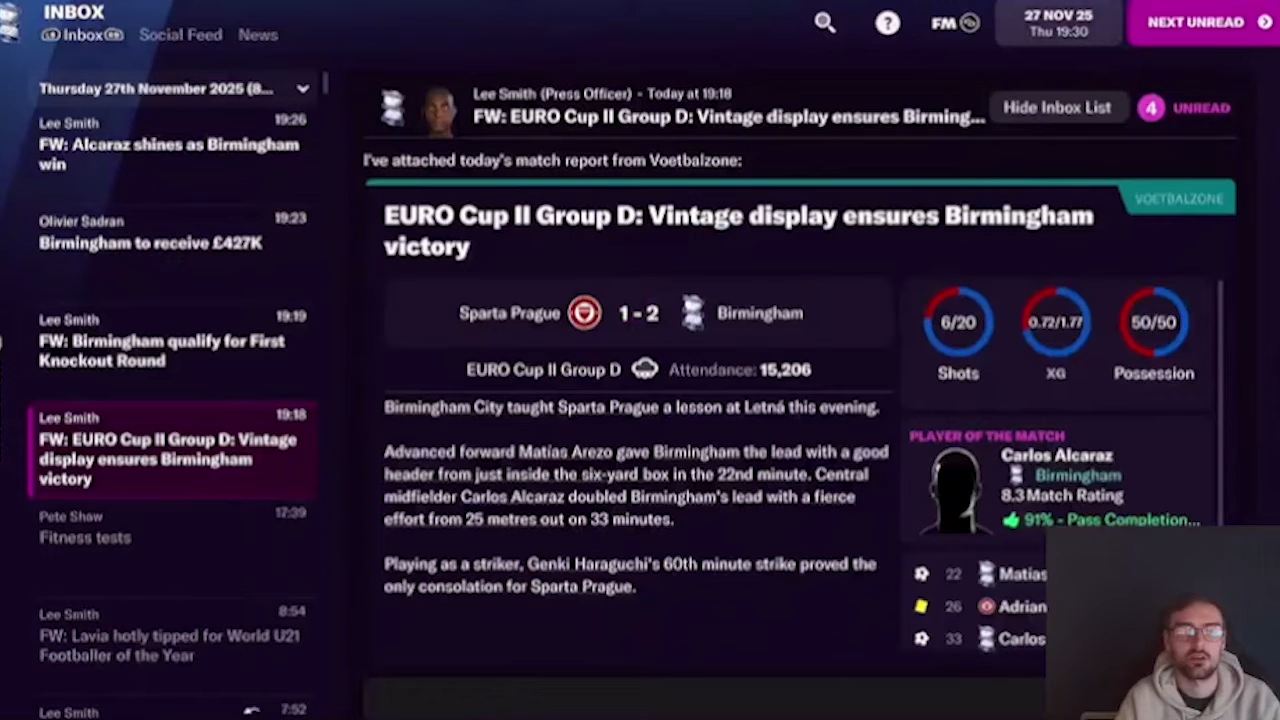 INBOX
Inbox
Social Feed
News
FM
27 NOV 25
Thu 19:30
NEXT UNREAD
Thursday 27th November 2025 (8...
Lee Smith
19:26
FW: Alcaraz shines as Birmingham
win
Olivier Sadran
19:23
Birmingham to receive £427K
Lee Smith
19:19
FW: Birmingham qualify for First
Knockout Round
Lee Smith
19:18
FW: EURO Cup II Group D: Vintage
display ensures Birmingham
victory
Pete Shaw
17:39
Fitness tests
Lee Smith
8:54
FW: Lavia hotly tipped for World U21
Footballer of the Year
Lee Smith
7:52
Lee Smith (Press Officer) - Today at 19:18
FW: EURO Cup II Group D: Vintage display ensures Birming...
Hide Inbox List
4 UNREAD
I've attached today's match report from Voetbalzone:
VOETBALZONE
EURO Cup II Group D: Vintage display ensures Birmingham
victory
Sparta Prague 1 - 2 Birmingham
EURO Cup II Group D Attendance: 15,206
Birmingham City taught Sparta Prague a lesson at Letná this evening.
Advanced forward Matías Arezo gave Birmingham the lead with a good
header from just inside the six-yard box in the 22nd minute. Central
midfielder Carlos Alcaraz doubled Birmingham's lead with a fierce
effort from 25 metres out on 33 minutes.
Playing as a striker, Genki Haraguchi's 60th minute strike proved the
only consolation for Sparta Prague.
6/20
0.72/1.77
50/50
Shots
XG
Possession
PLAYER OF THE MATCH
Carlos Alcaraz
Birmingham
8.3 Match Rating
91% - Pass Completion...
22 Matías
26 Adrian
33 Carlos